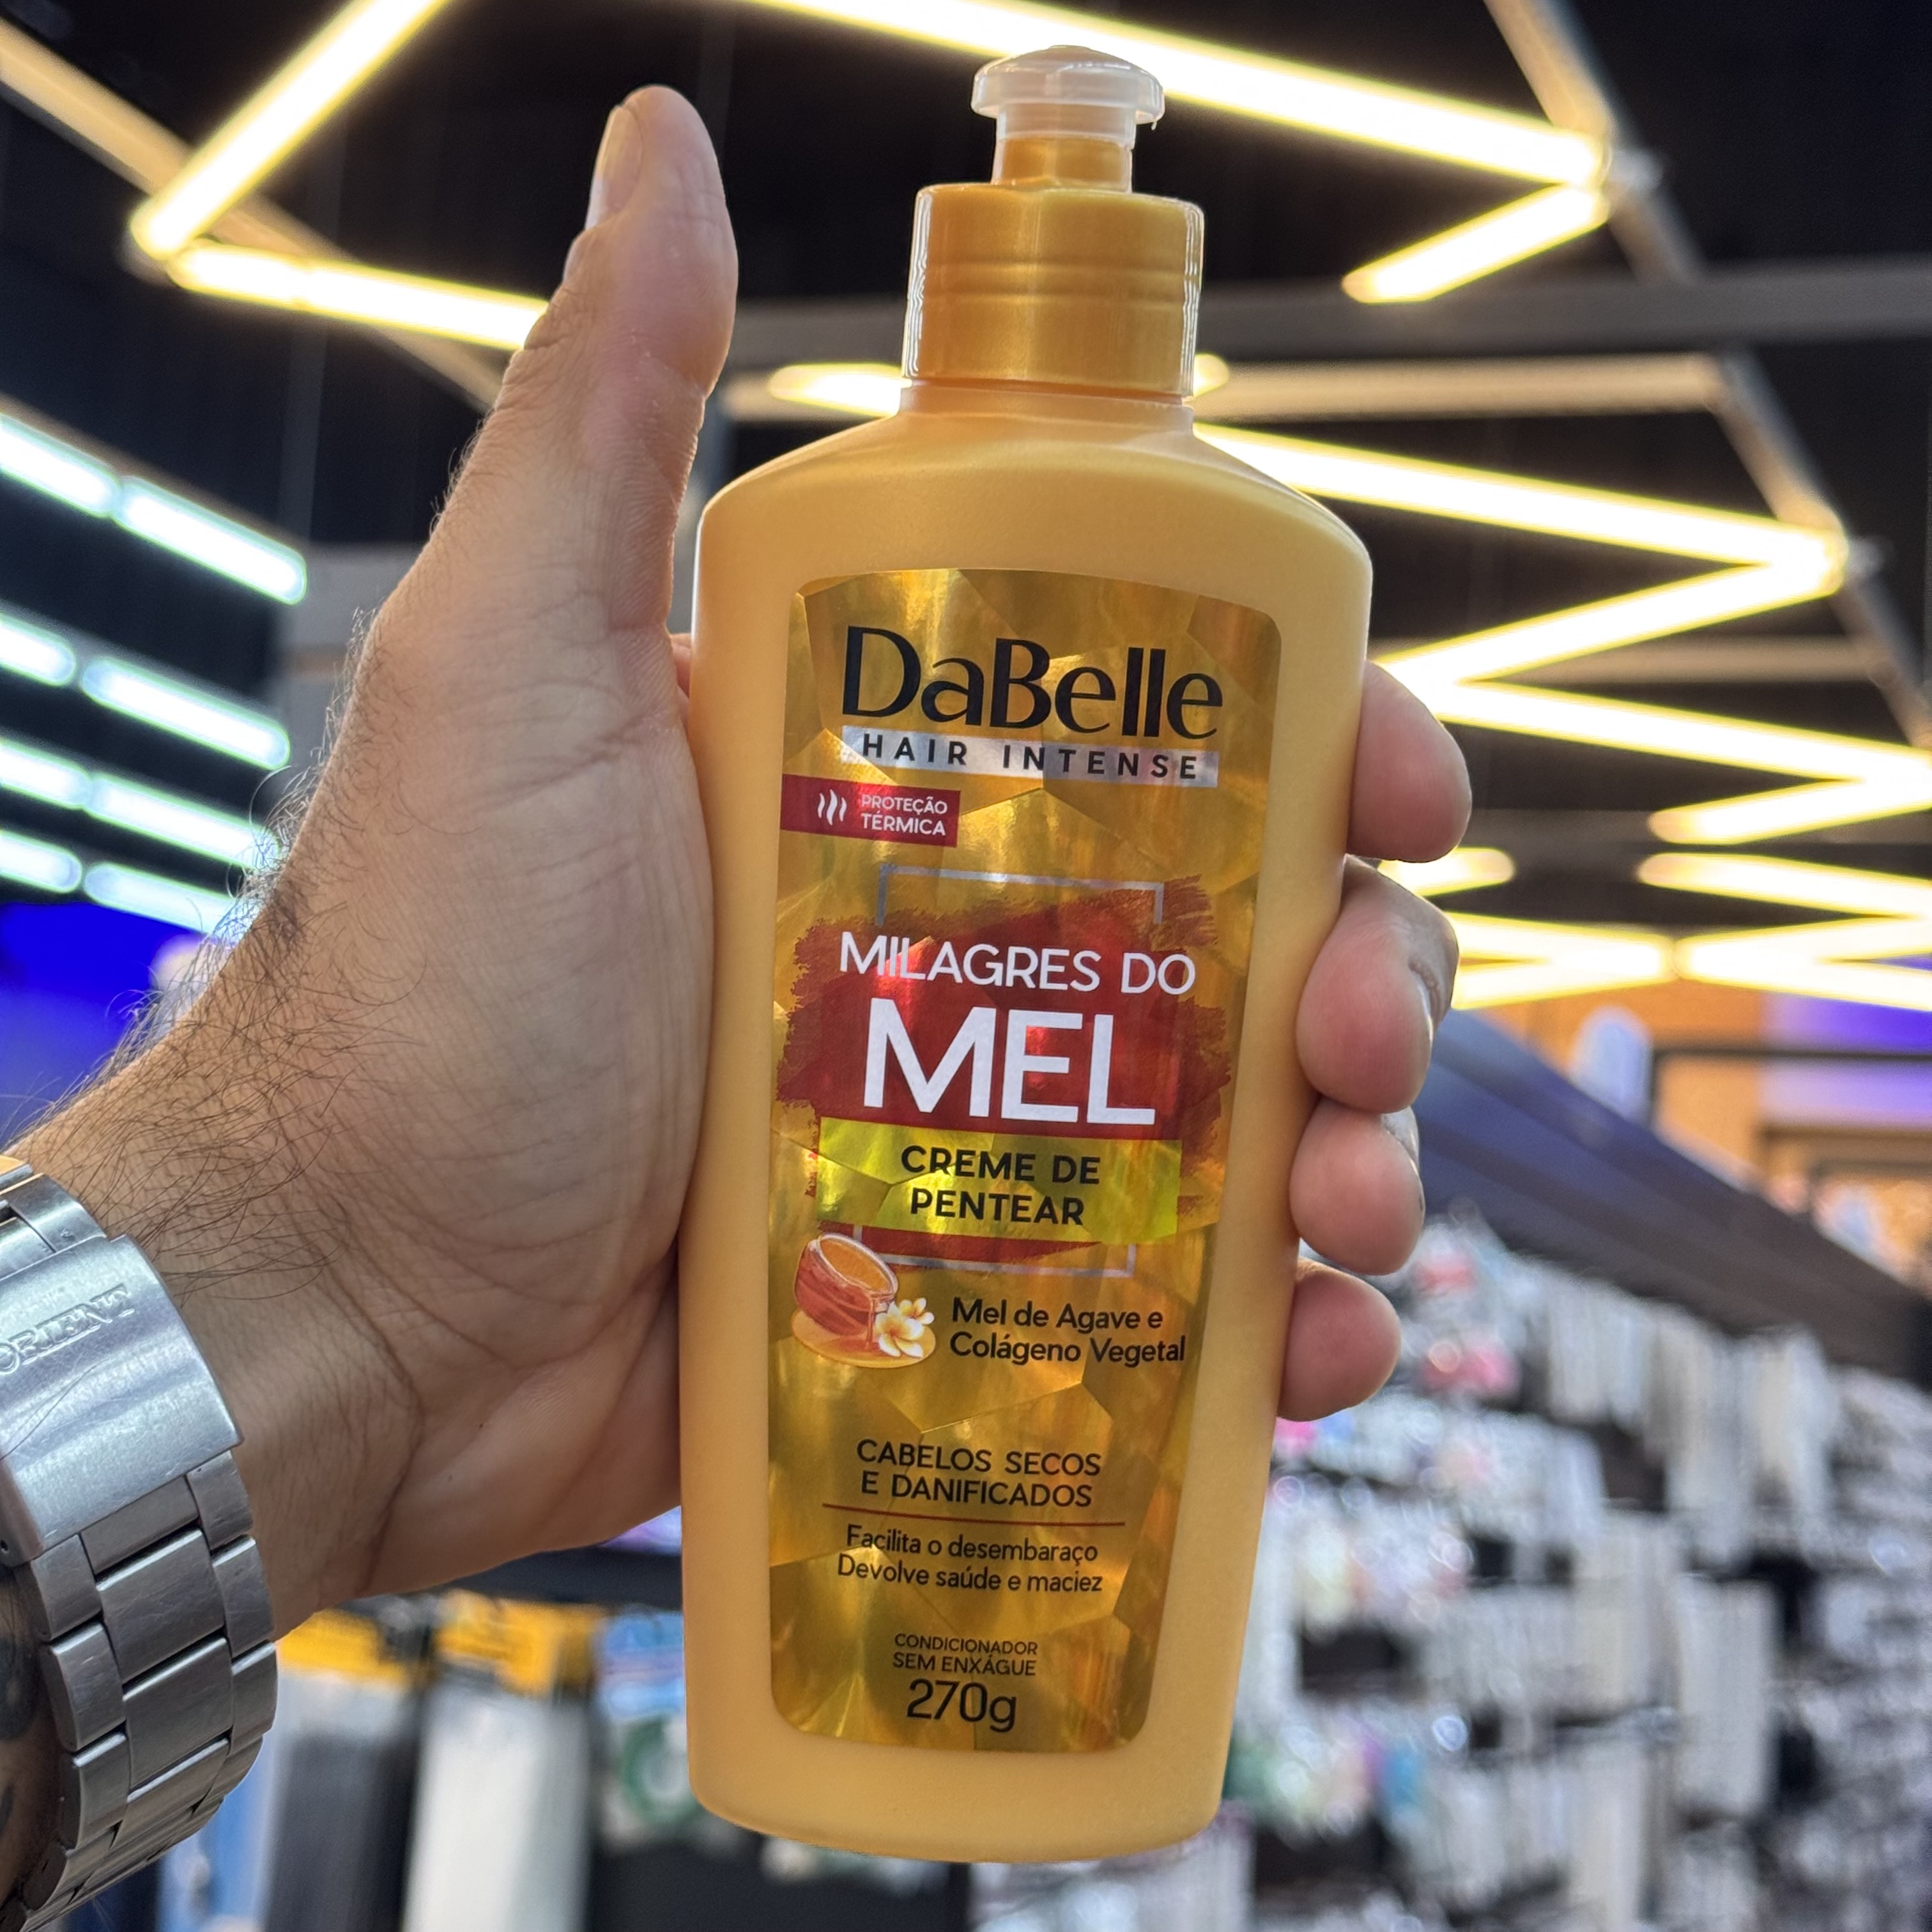 DaBelle
HAIR INTENSE
PROTEÇÃO
TÉRMICA
MILAGRES DO
MEL
CREME DE
PENTEAR
Mel de Agave e
Colágeno Vegetal
CABELOS SECOS
E DANIFICADOS
Facilita o desembaraço
Devolve saúde e maciez
CONDICIONADOR
SEM ENXÁGUE
270g
ORIENT